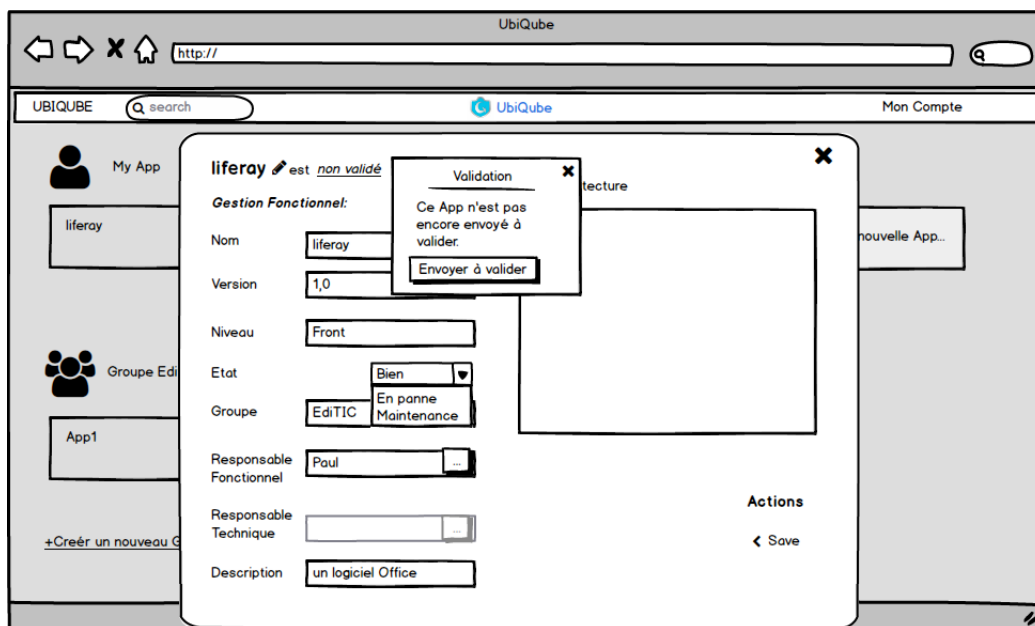 UbiQube
http://
UBIQUBE
search
UbiQube
Mon Compte
My App
liferay
nouvelle App...
Groupe Edi
App1
+Creér un nouveau G
liferay est non validé
Gestion Fonctionnel:
Nom
liferay
Version
1,0
Niveau
Front
Etat
Bien
En panne
Maintenance
Groupe
EdiTIC
Responsable
Fonctionnel
Paul
...
Responsable
Technique
...
Description
un logiciel Office
tecture
Validation
Ce App n'est pas
encore envoyé à
valider.
Envoyer à valider
Actions
Save